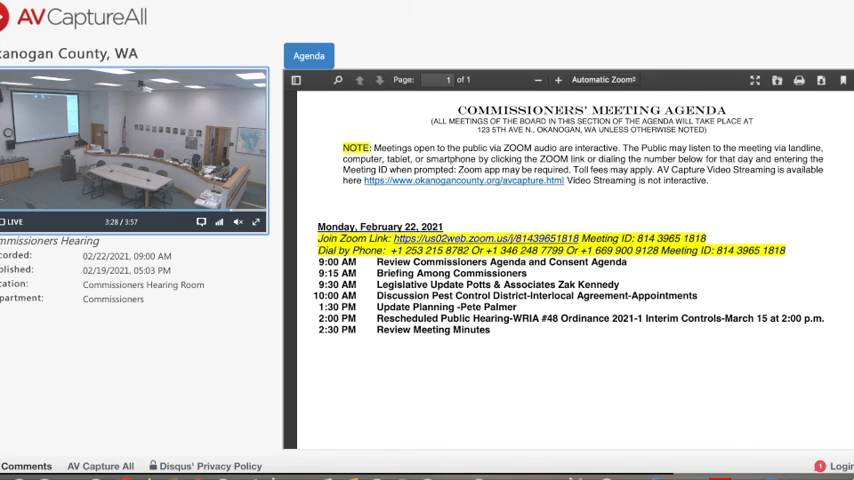 AVCaptureAll
kanogan County, WA
Agenda
Page: 1 of 1
Automatic Zoom
COMMISSIONERS' MEETING AGENDA
(ALL MEETINGS OF THE BOARD IN THIS SECTION OF THE AGENDA WILL TAKE PLACE AT
123 5TH AVE N., OKANOGAN, WA UNLESS OTHERWISE NOTED)
NOTE: Meetings open to the public via ZOOM audio are interactive. The Public may listen to the meeting via landline,
computer, tablet, or smartphone by clicking the ZOOM link or dialing the number below for that day and entering the
Meeting ID when prompted: Zoom app may be required. Toll fees may apply. AV Capture Video Streaming is available
here https://www.okanogancounty.org/avcapture.html Video Streaming is not interactive.
LIVE 3:28 / 3:57
mmissioners Hearing
corded: 02/22/2021, 09:00 AM
blished: 02/19/2021, 05:03 PM
cation: Commissioners Hearing Room
partment: Commissioners
Monday, February 22, 2021
Join Zoom Link: https://us02web.zoom.us/j/81439651818 Meeting ID: 814 3965 1818
Dial by Phone: +1 253 215 8782 Or +1 346 248 7799 Or +1 669 900 9128 Meeting ID: 814 3965 1818
9:00 AM Review Commissioners Agenda and Consent Agenda
9:15 AM Briefing Among Commissioners
9:30 AM Legislative Update Potts & Associates Zak Kennedy
10:00 AM Discussion Pest Control District-Interlocal Agreement-Appointments
1:30 PM Update Planning -Pete Palmer
2:00 PM Rescheduled Public Hearing-WRIA #48 Ordinance 2021-1 Interim Controls-March 15 at 2:00 p.m.
2:30 PM Review Meeting Minutes
Comments AV Capture All Disqus' Privacy Policy
1 Login